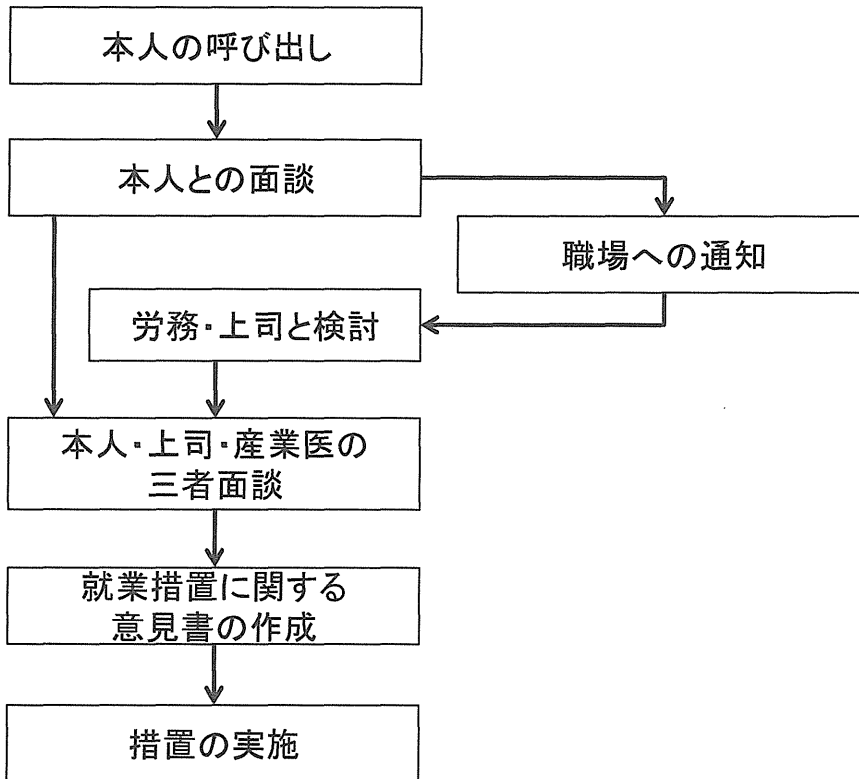 本人の呼び出し
本人との面談
職場への通知
労務・上司と検討
本人・上司・産業医の
三者面談
就業措置に関する
意見書の作成
措置の実施